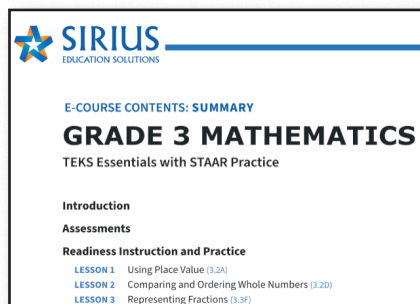 SIRIUS
EDUCATION SOLUTIONS
E-COURSE CONTENTS: SUMMARY
GRADE 3 MATHEMATICS
TEKS Essentials with STAAR Practice
Introduction
Assessments
Readiness Instruction and Practice
LESSON 1 Using Place Value (3.2A)
LESSON 2 Comparing and Ordering Whole Numbers (3.2D)
LESSON 3 Representing Fractions (3.3F)